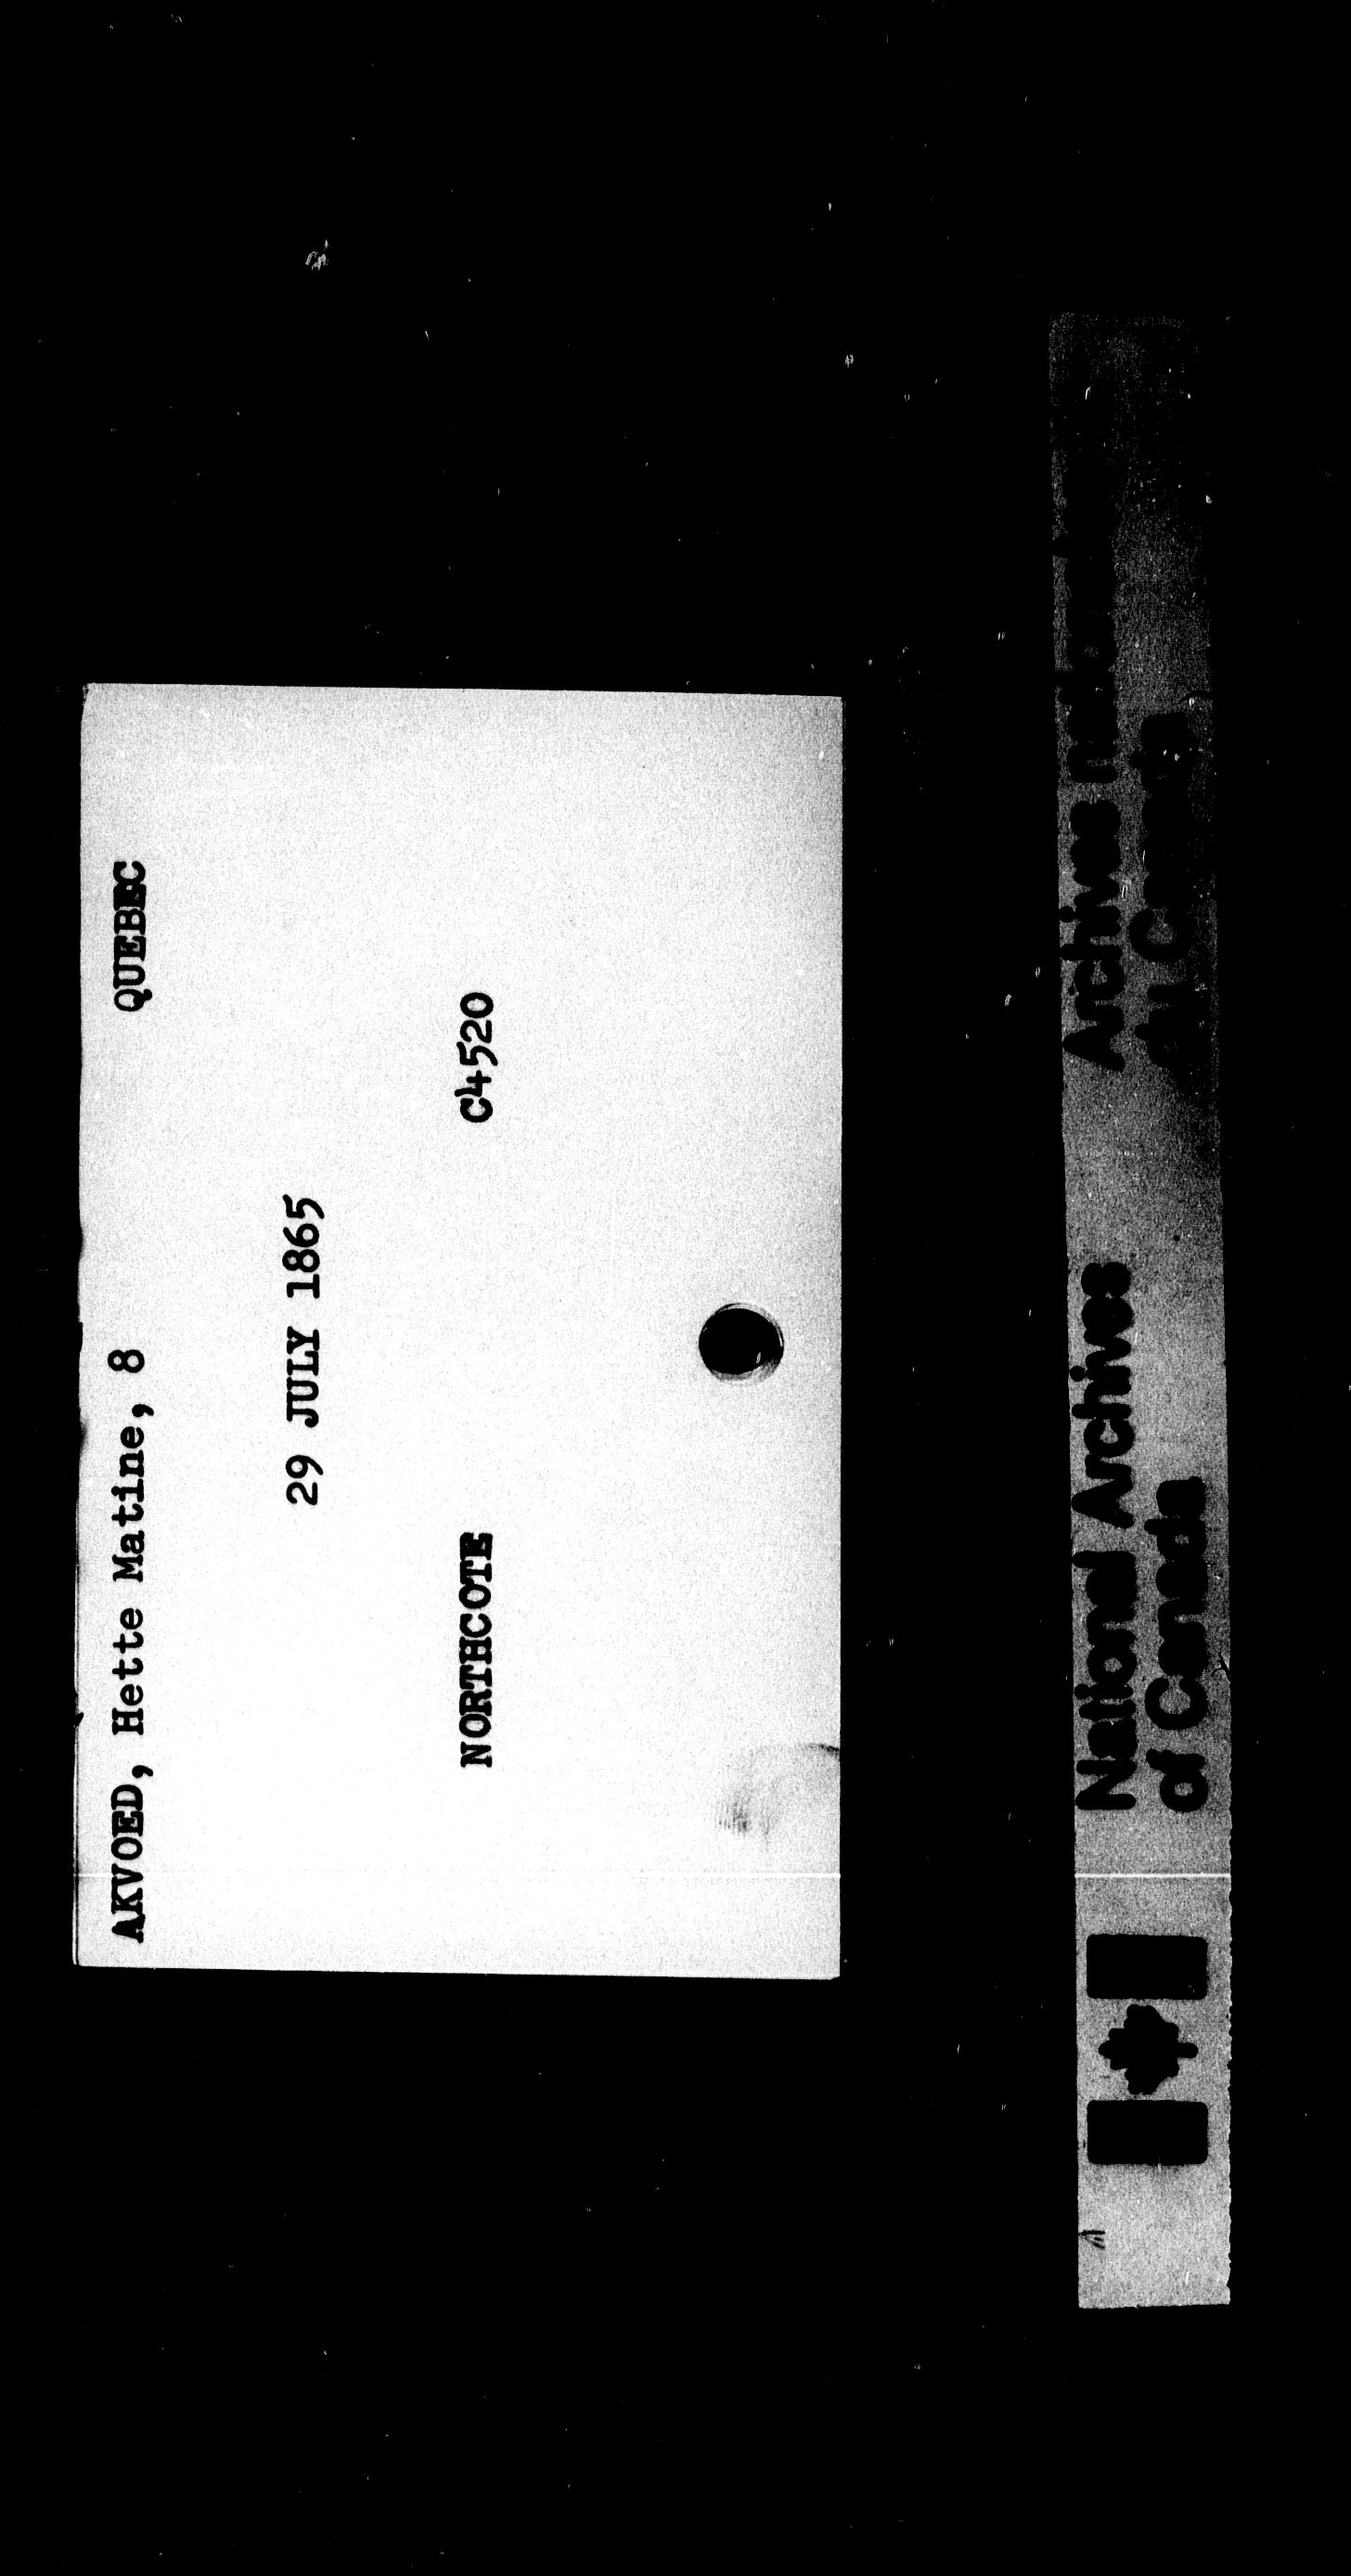 AKVOED, Hette Matine, 8 QUEBEC
29 JULY 1865
NORTHCOTE C4520
National Archives
of Canada
Archives nationales
du Canada